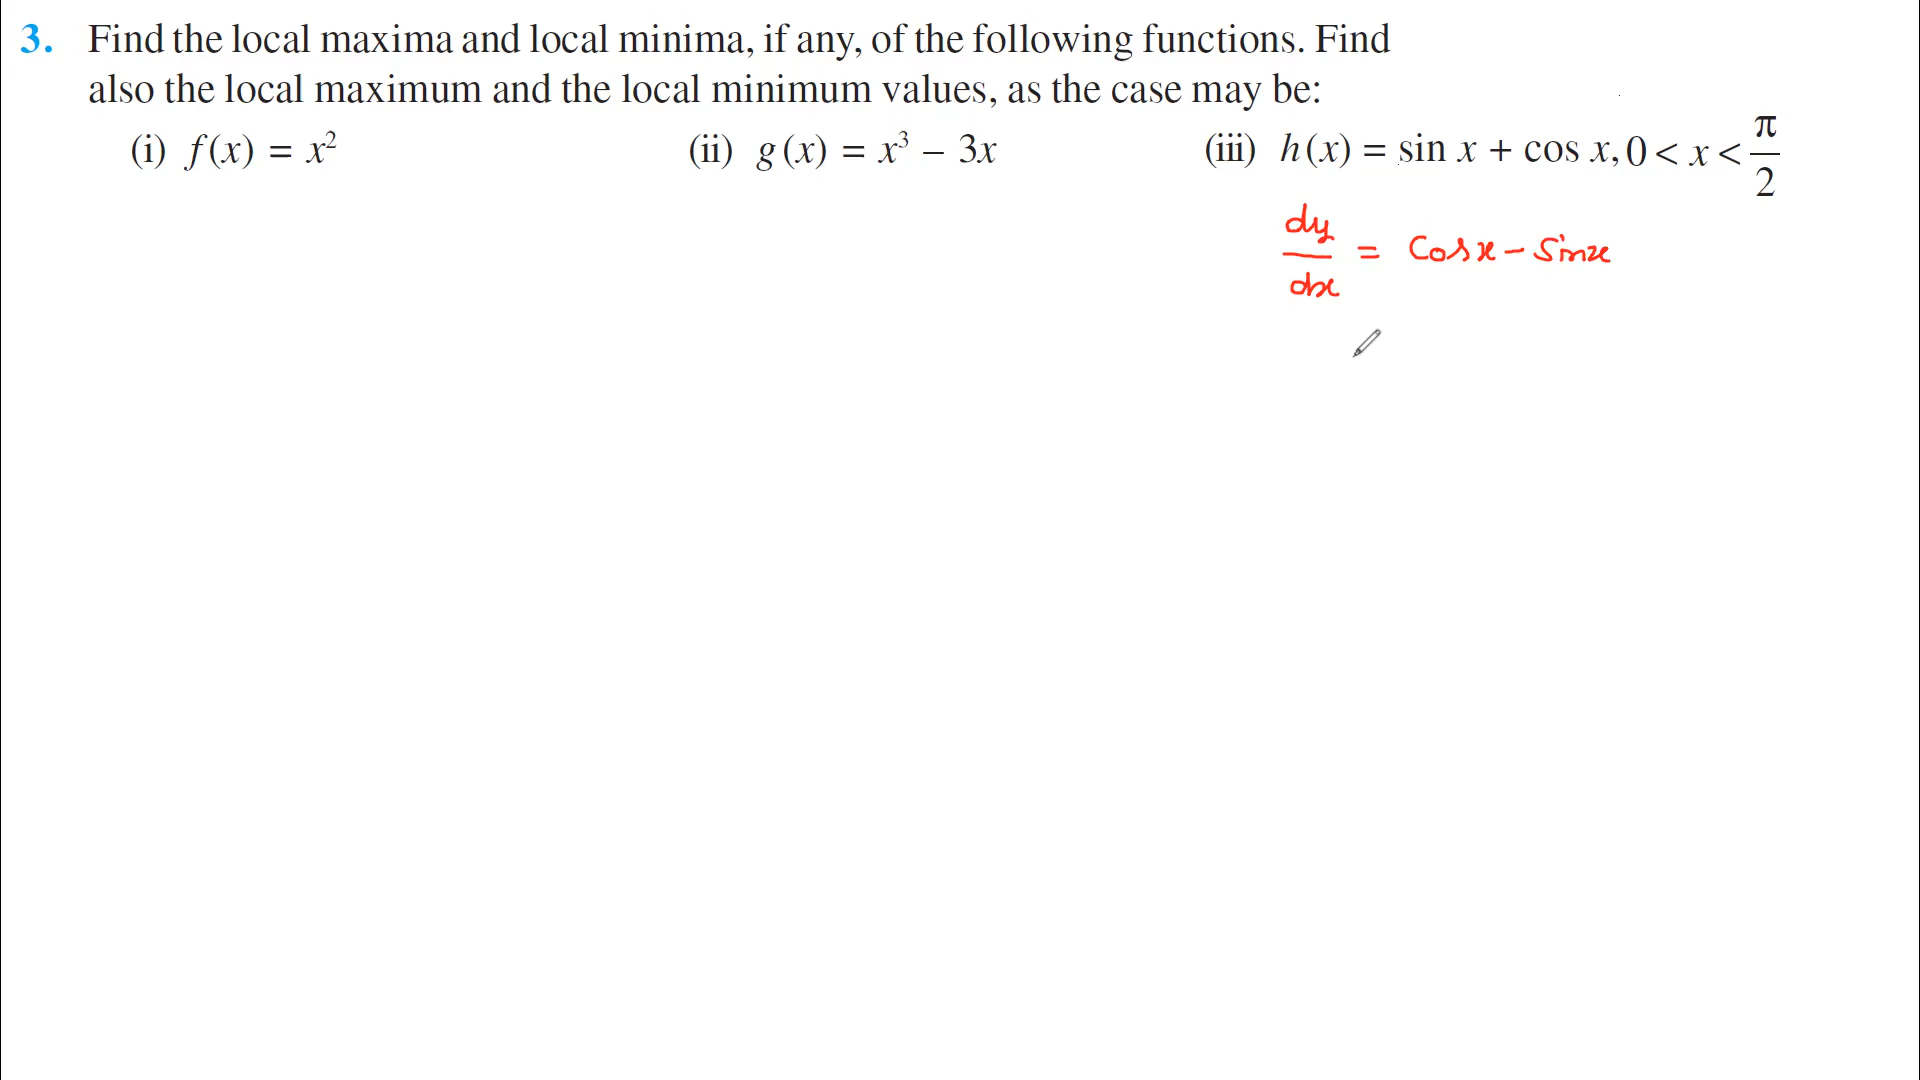 3. Find the local maxima and local minima, if any, of the following functions. Find
also the local maximum and the local minimum values, as the case may be:
(i) f(x) = x² (ii) g(x) = x³ – 3x (iii) h(x) = sin x + cos x, 0 < x < π/2
dy/dx = Cosx - Sinx